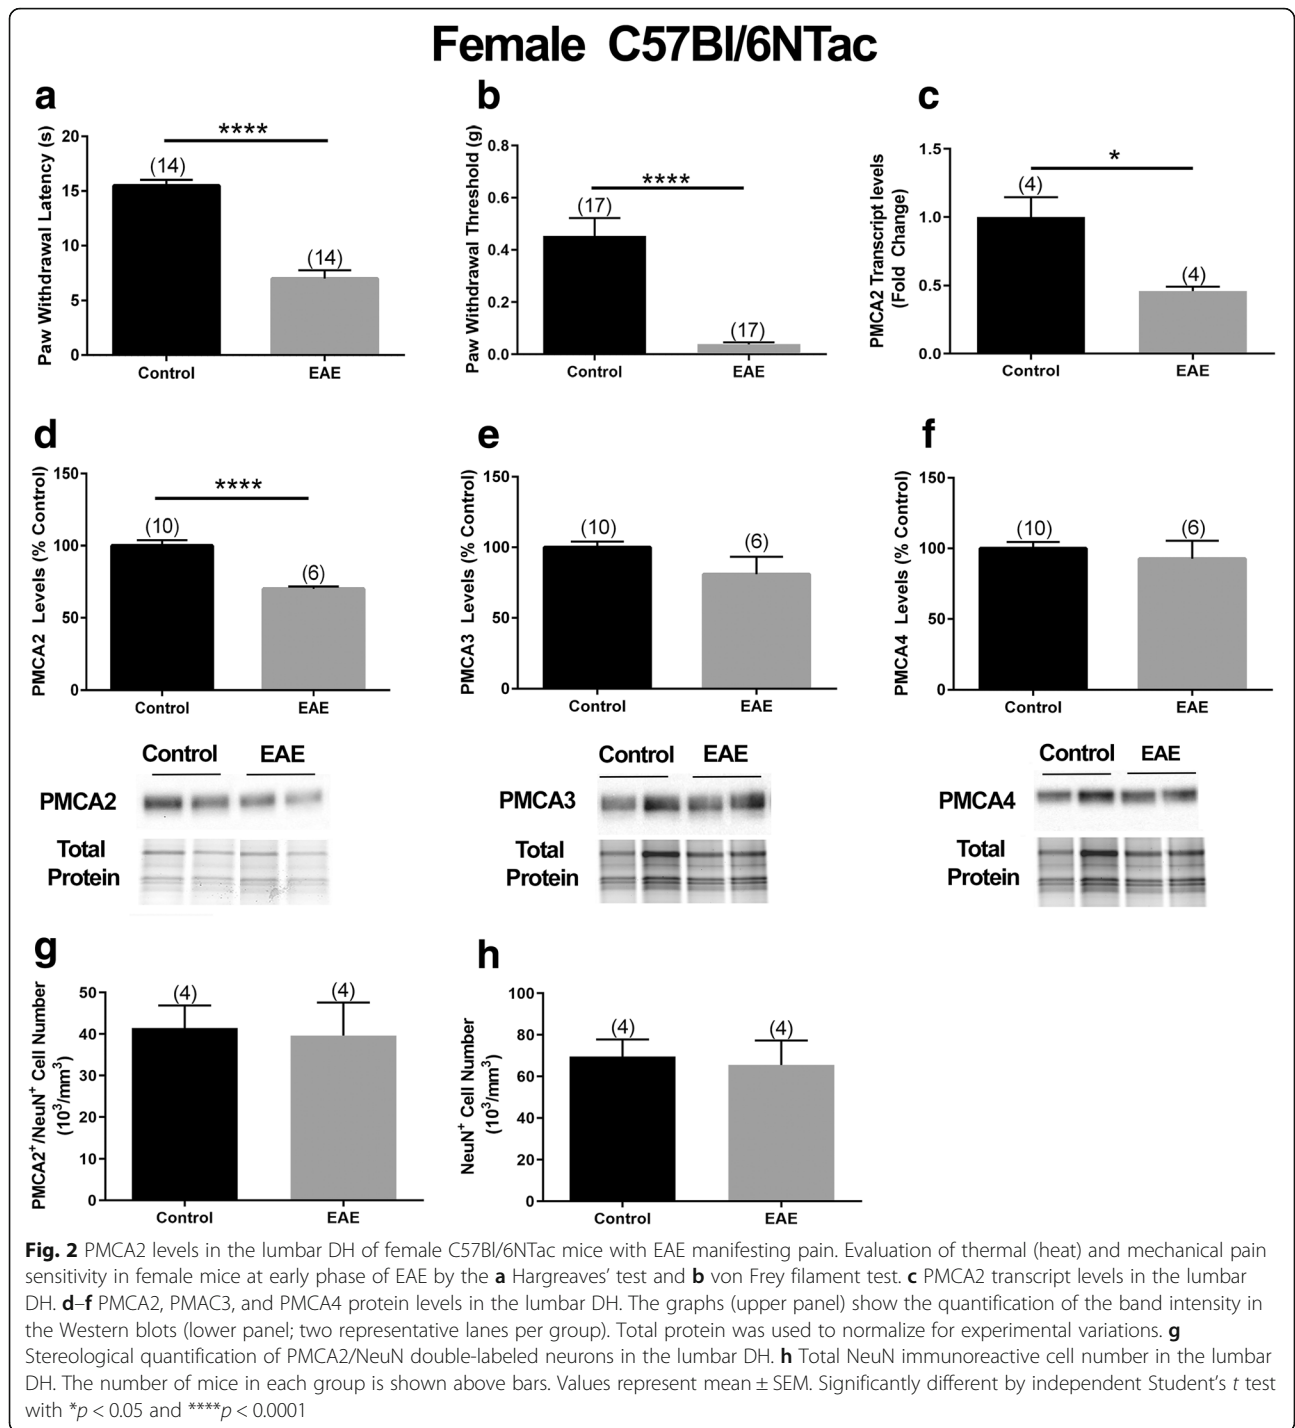 Female C57Bl/6NTac
a
Paw Withdrawal Latency (s)
20
15
10
5
0
****
(14)
(14)
Control
EAE
b
Paw Withdrawal Threshold (g)
0.8
0.6
0.4
0.2
0.0
****
(17)
(17)
Control
EAE
c
PMCA2 Transcript levels
(Fold Change)
1.5
1.0
0.5
0.0
*
(4)
(4)
Control
EAE
d
PMCA2 Levels (% Control)
150
100
50
0
****
(10)
(6)
Control
EAE
e
PMCA3 Levels (% Control)
150
100
50
0
(10)
(6)
Control
EAE
f
PMCA4 Levels (% Control)
150
100
50
0
(10)
(6)
Control
EAE
Control EAE
PMCA2
Total
Protein
Control EAE
PMCA3
Total
Protein
Control EAE
PMCA4
Total
Protein
g
PMCA2⁺/NeuN⁺ Cell Number
(10³/mm³)
50
40
30
20
10
0
(4)
(4)
Control
EAE
h
NeuN⁺ Cell Number
(10³/mm³)
100
80
60
40
20
0
(4)
(4)
Control
EAE
Fig. 2 PMCA2 levels in the lumbar DH of female C57Bl/6NTac mice with EAE manifesting pain. Evaluation of thermal (heat) and mechanical pain
sensitivity in female mice at early phase of EAE by the a Hargreaves’ test and b von Frey filament test. c PMCA2 transcript levels in the lumbar
DH. d–f PMCA2, PMAC3, and PMCA4 protein levels in the lumbar DH. The graphs (upper panel) show the quantification of the band intensity in
the Western blots (lower panel; two representative lanes per group). Total protein was used to normalize for experimental variations. g
Stereological quantification of PMCA2/NeuN double-labeled neurons in the lumbar DH. h Total NeuN immunoreactive cell number in the lumbar
DH. The number of mice in each group is shown above bars. Values represent mean ± SEM. Significantly different by independent Student’s t test
with *p < 0.05 and ****p < 0.0001